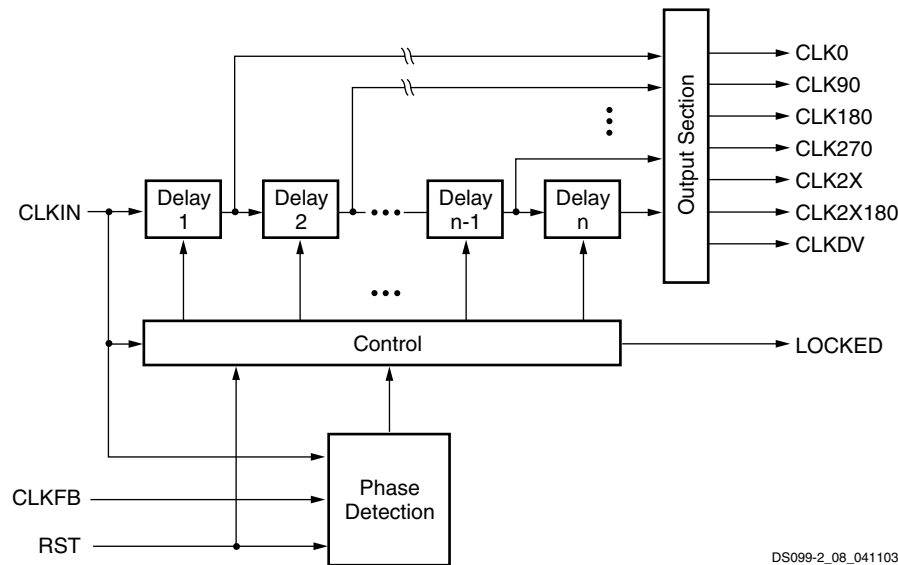 CLK0
CLK90
CLK180
CLK270
CLK2X
CLK2X180
CLKDV
Output Section
CLKIN
Delay
1
Delay
2
Delay
n-1
Delay
n
Control
LOCKED
Phase
Detection
CLKFB
RST
DS099-2_08_041103